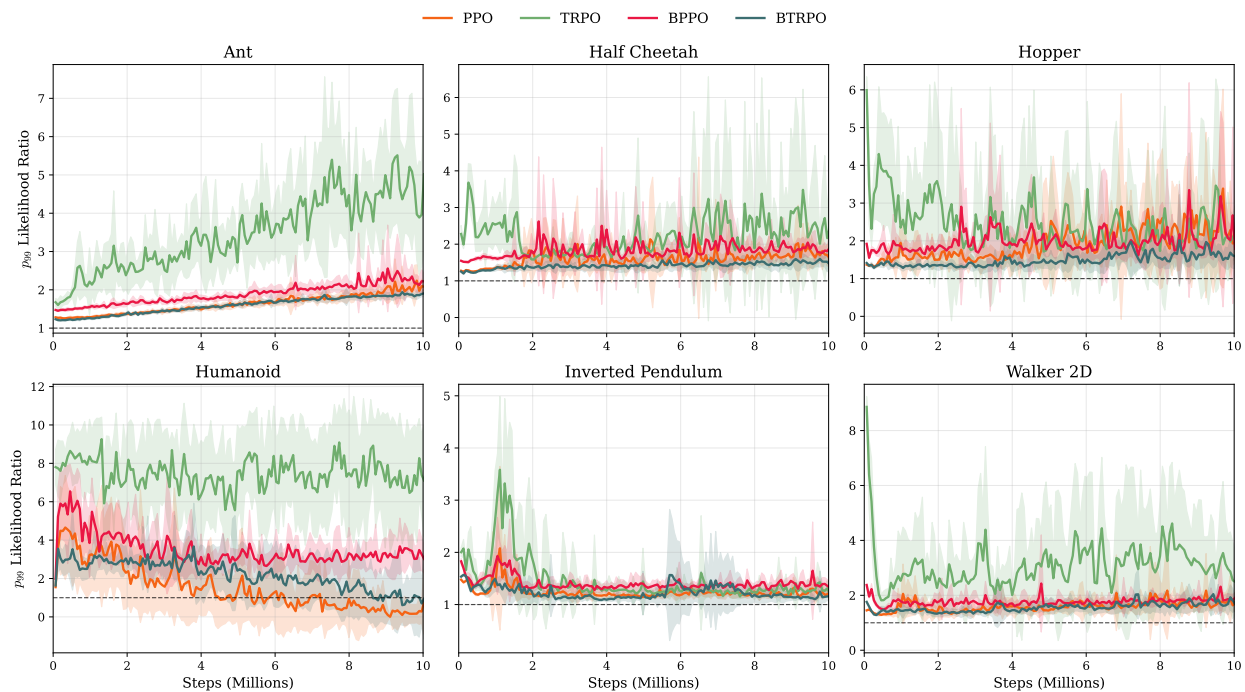 PPO TRPO BPPO BTRPO
Ant
Half Cheetah
Hopper
p99 Likelihood Ratio
7
6
5
4
3
2
1
0 2 4 6 8 10
6
5
4
3
2
1
0
0 2 4 6 8 10
6
5
4
3
2
1
0
0 2 4 6 8 10
Humanoid
Inverted Pendulum
Walker 2D
p99 Likelihood Ratio
12
10
8
6
4
2
0
0 2 4 6 8 10
Steps (Millions)
5
4
3
2
1
0 2 4 6 8 10
Steps (Millions)
8
6
4
2
0
0 2 4 6 8 10
Steps (Millions)